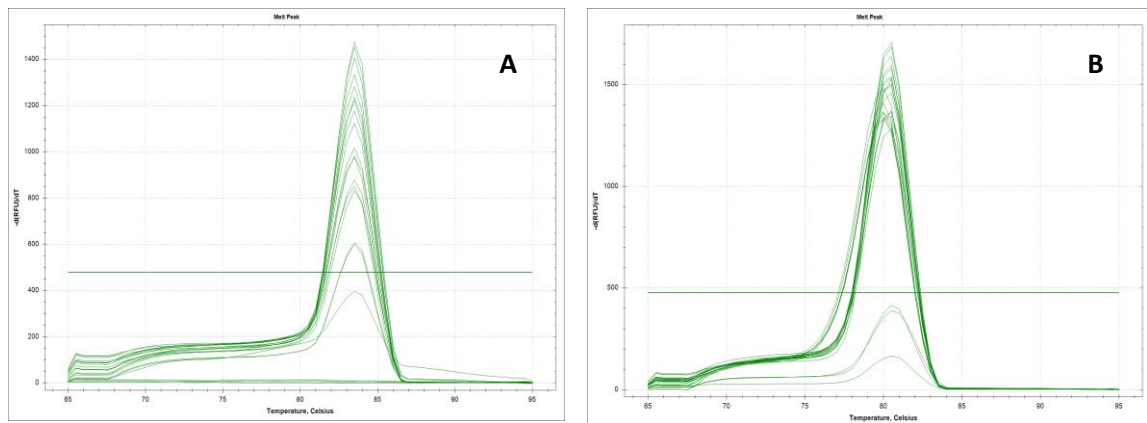 Melt Peak
A
-d(RFU)/dT
1400
1200
1000
800
600
400
200
0
65 70 75 80 85 90 95
Temperature, Celsius
Melt Peak
B
-d(RFU)/dT
1500
1000
500
0
65 70 75 80 85 90 95
Temperature, Celsius